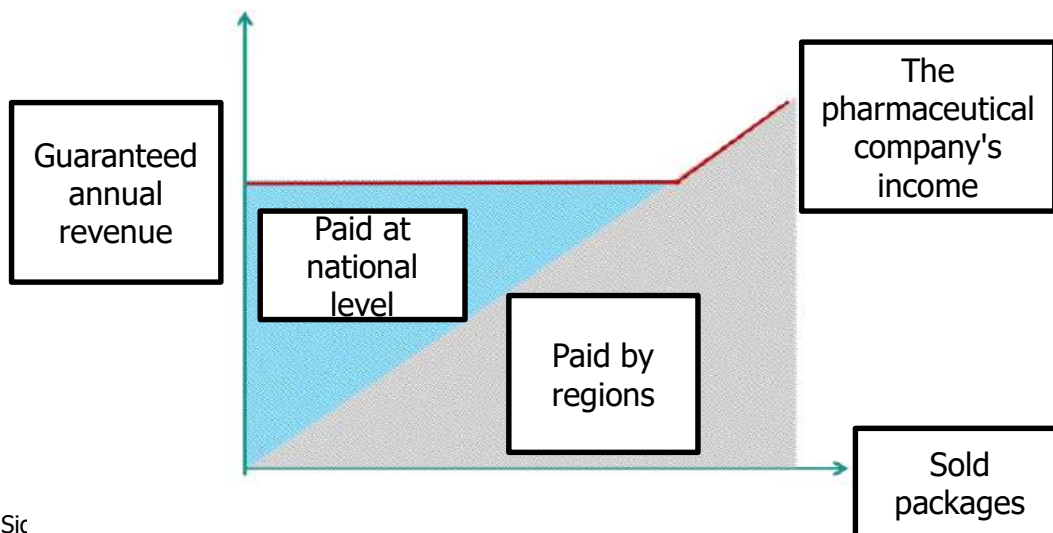 The
pharmaceutical
company's
income
Guaranteed
annual
revenue
Paid at
national
level
Paid by
regions
Sold
packages